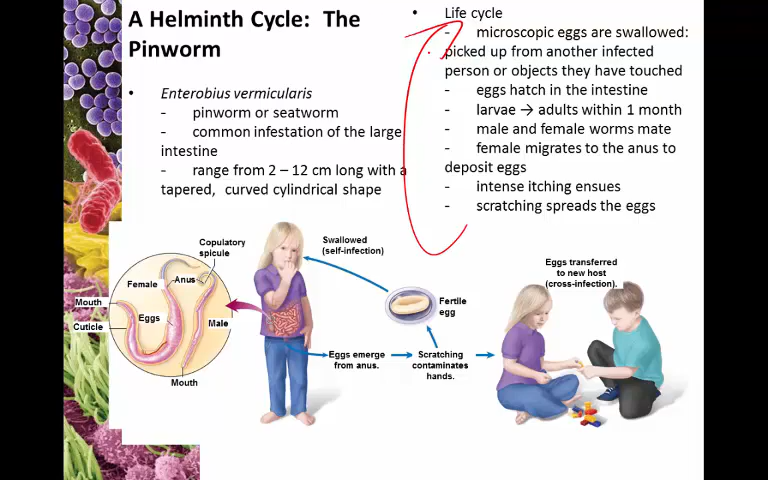 A Helminth Cycle: The
Pinworm
• Enterobius vermicularis
- pinworm or seatworm
- common infestation of the large
intestine
- range from 2 – 12 cm long with a
tapered, curved cylindrical shape
• Life cycle
- microscopic eggs are swallowed:
picked up from another infected
person or objects they have touched
- eggs hatch in the intestine
- larvae → adults within 1 month
- male and female worms mate
- female migrates to the anus to
deposit eggs
- intense itching ensues
- scratching spreads the eggs
Copulatory
spicule
Female
Anus
Mouth
Eggs
Male
Cuticle
Mouth
Swallowed
(self-infection)
Fertile
egg
Eggs emerge
from anus.
Scratching
contaminates
hands.
Eggs transferred
to new host
(cross-infection).